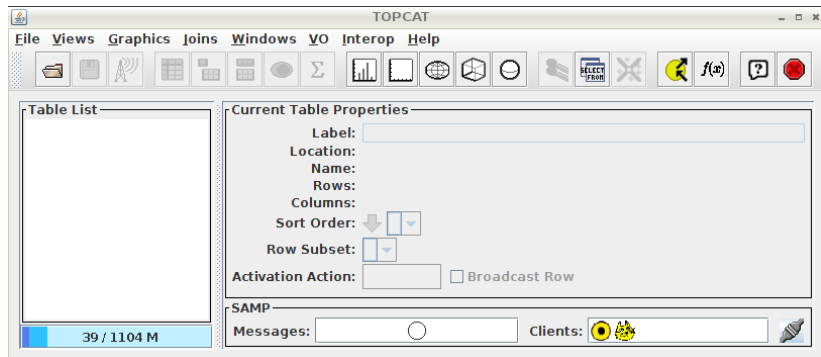 TOPCAT
File Views Graphics Joins Windows VO Interop Help
Σ SELECT FROM f(x) ?
Table List
Current Table Properties
Label:
Location:
Name:
Rows:
Columns:
Sort Order:
Row Subset:
Activation Action: Broadcast Row
SAMP
39 / 1104 M
Messages: Clients: